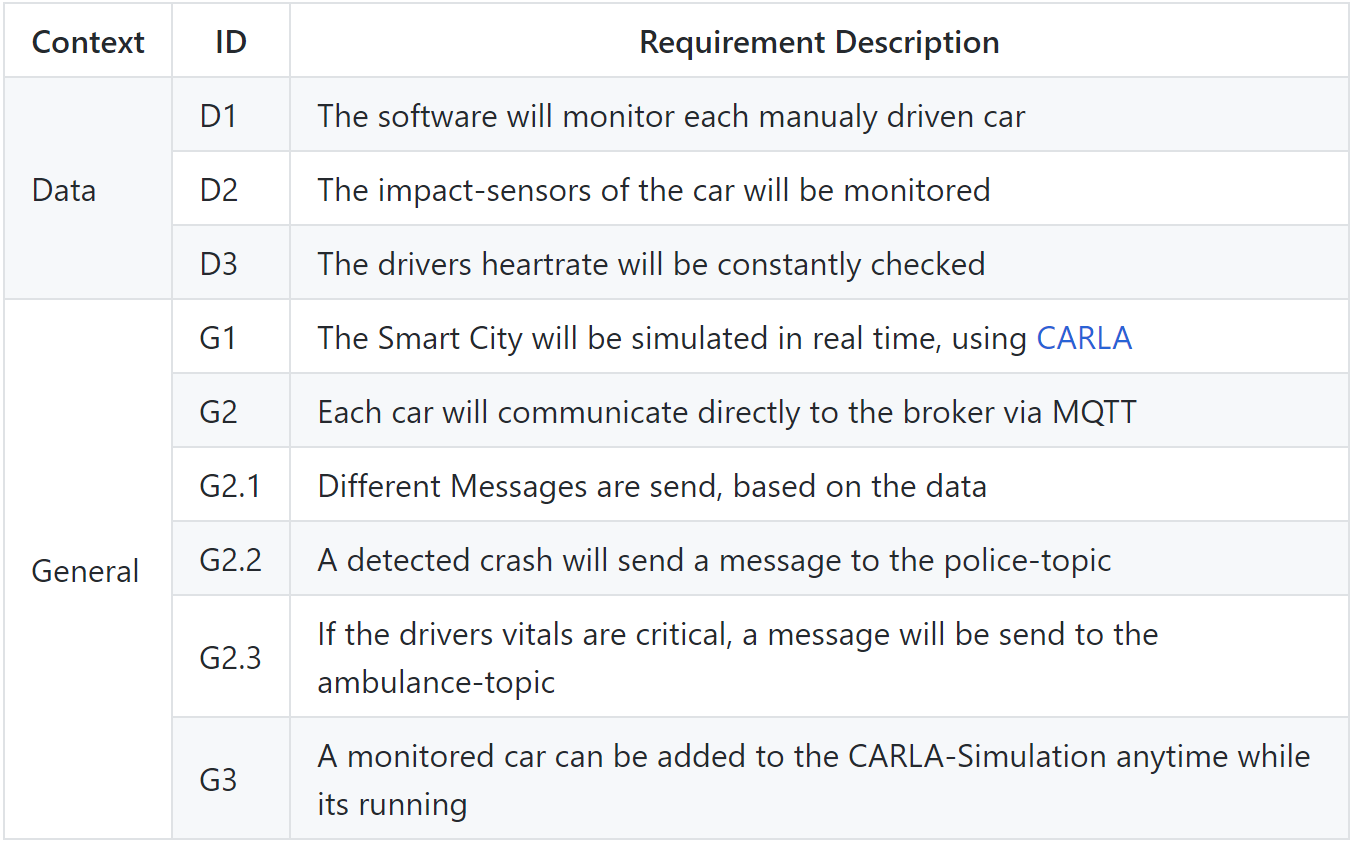 Context ID Requirement Description
Data
D1 The software will monitor each manualy driven car
D2 The impact-sensors of the car will be monitored
D3 The drivers heartrate will be constantly checked
General
G1 The Smart City will be simulated in real time, using CARLA
G2 Each car will communicate directly to the broker via MQTT
G2.1 Different Messages are send, based on the data
G2.2 A detected crash will send a message to the police-topic
G2.3 If the drivers vitals are critical, a message will be send to the
ambulance-topic
G3 A monitored car can be added to the CARLA-Simulation anytime while
its running